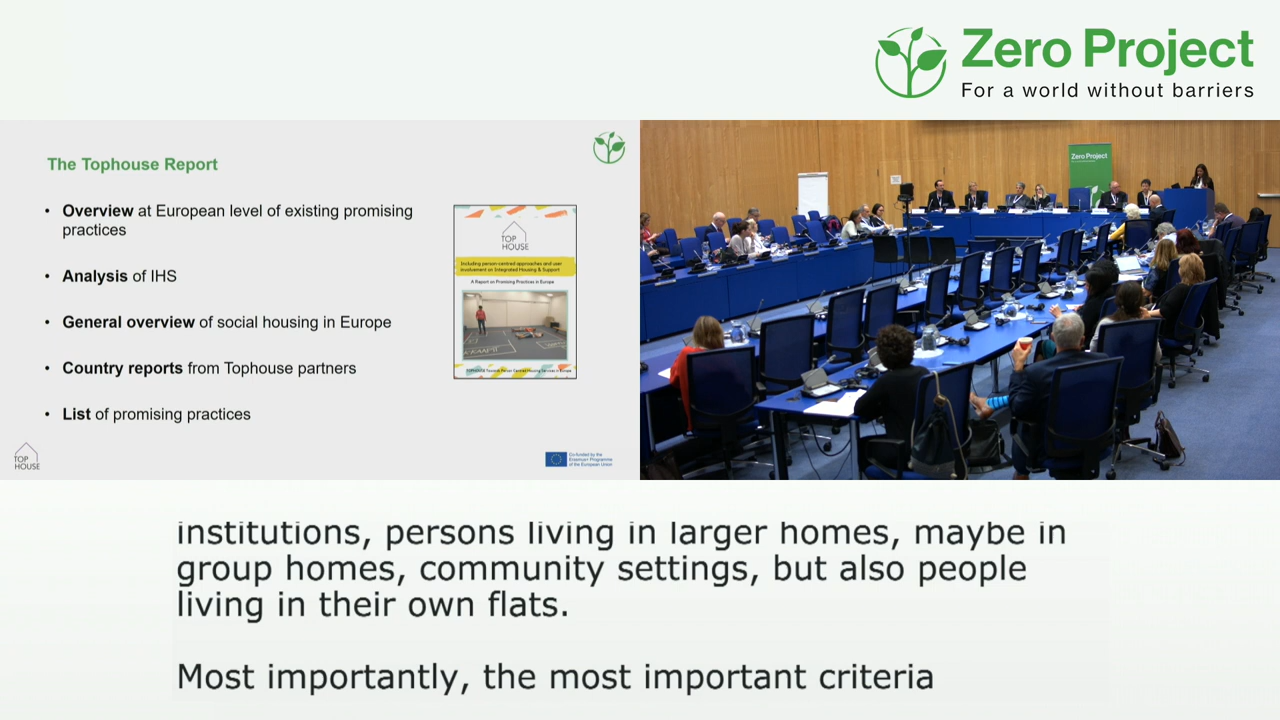 Zero Project
For a world without barriers
The Tophouse Report
• Overview at European level of existing promising
practices
• Analysis of IHS
• General overview of social housing in Europe
• Country reports from Tophouse partners
• List of promising practices
TOP
HOUSE
Including person-centred approaches and user
involvement on Integrated Housing & Support
A Report on Promising Practices in Europe
TOP
HOUSE
Co-funded by the
Erasmus+ Programme
of the European Union
Zero Project
institutions, persons living in larger homes, maybe in
group homes, community settings, but also people
living in their own flats.
Most importantly, the most important criteria